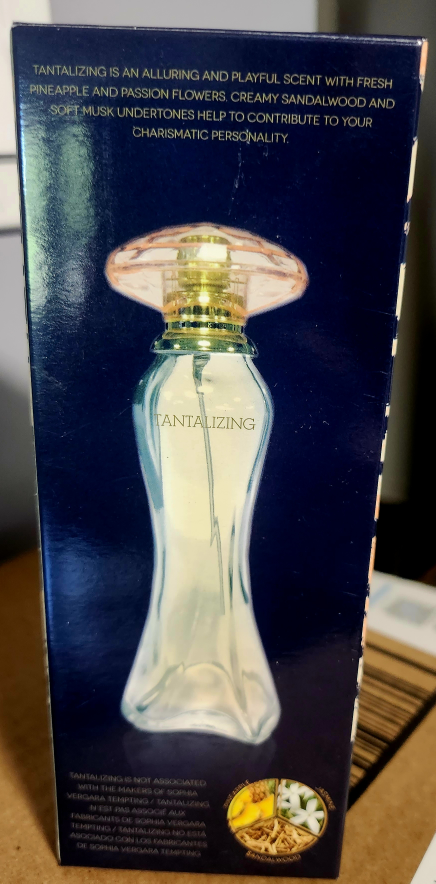 TANTALIZING IS AN ALLURING AND PLAYFUL SCENT WITH FRESH
PINEAPPLE AND PASSION FLOWERS. CREAMY SANDALWOOD AND
SOFT MUSK UNDERTONES HELP TO CONTRIBUTE TO YOUR
CHARISMATIC PERSONALITY.
TANTALIZING
TANTALIZING IS NOT ASSOCIATED
WITH THE MAKERS OF SOPHIA
VERGARA TEMPTING / TANTALIZING
N'EST PAS ASSOCIÉ AUX
FABRICANTS DE SOPHIA VERGARA
TEMPTING / TANTALIZING NO ESTÁ
ASOCIADO CON LOS FABRICANTES
DE SOPHIA VERGARA TEMPTING
PINEAPPLE
JASMINE
SANDALWOOD